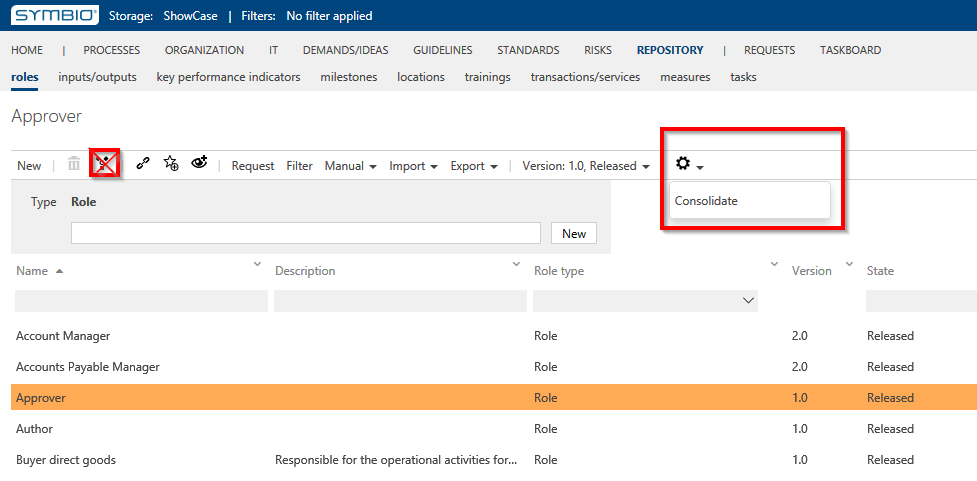 SYMBIO Storage: ShowCase | Filters: No filter applied
HOME | PROCESSES ORGANIZATION IT DEMANDS/IDEAS GUIDELINES STANDARDS RISKS REPOSITORY | REQUESTS TASKBOARD
roles inputs/outputs key performance indicators milestones locations trainings transactions/services measures tasks
Approver
New | | Request Filter Manual Import Export | Version: 1.0, Released
Consolidate
Type Role
New
Name Description Role type Version State
Account Manager Role 2.0 Released
Accounts Payable Manager Role 2.0 Released
Approver Role 1.0 Released
Author Role 1.0 Released
Buyer direct goods Responsible for the operational activities for... Role 1.0 Released